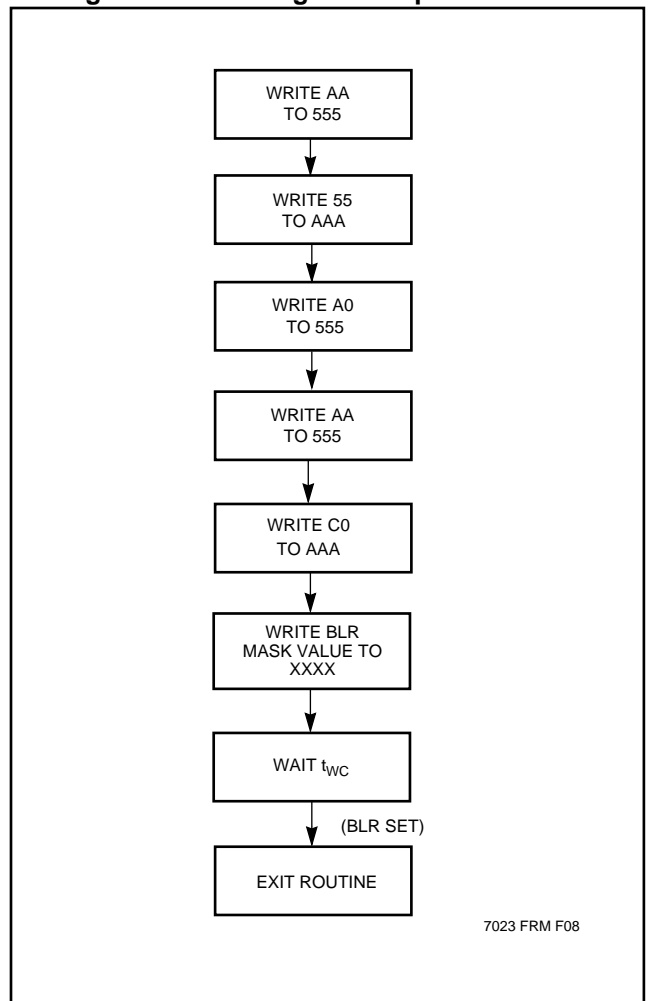 WRITE AA
TO 555
WRITE 55
TO AAA
WRITE A0
TO 555
WRITE AA
TO 555
WRITE C0
TO AAA
WRITE BLR
MASK VALUE TO
XXXX
WAIT tWC
(BLR SET)
EXIT ROUTINE
7023 FRM F08